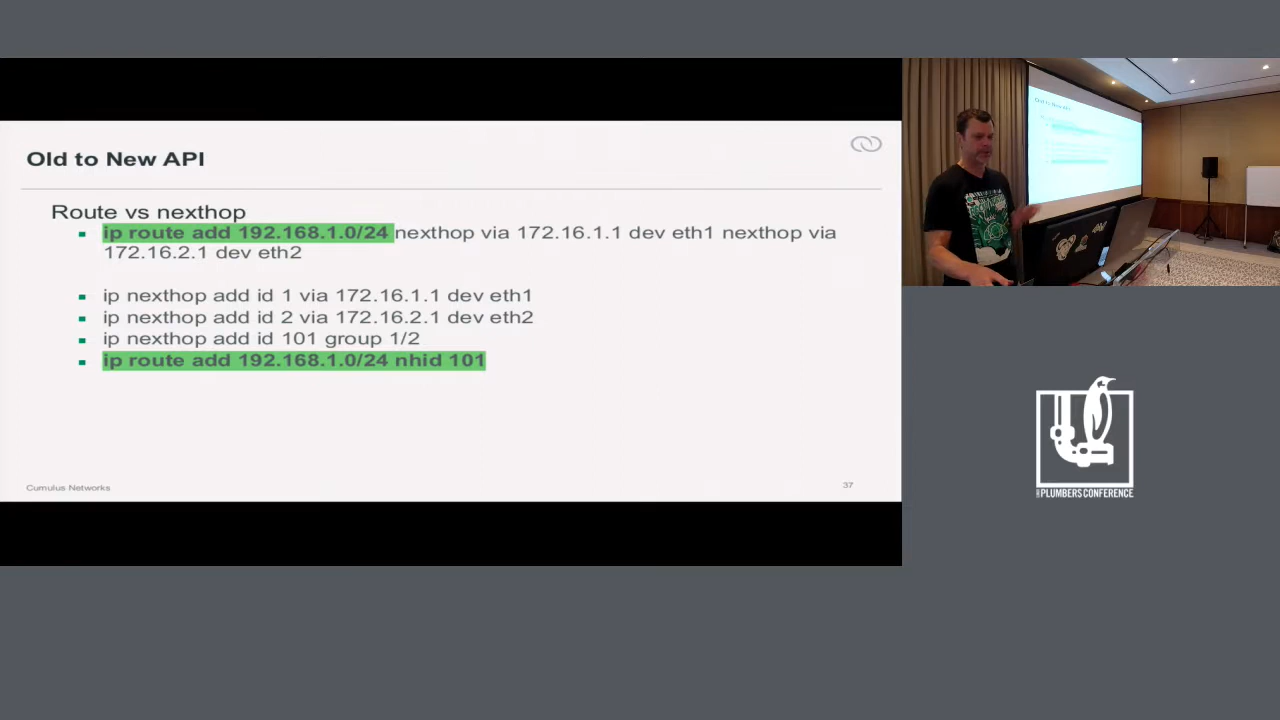 Old to New API
Route vs nexthop
ip route add 192.168.1.0/24 nexthop via 172.16.1.1 dev eth1 nexthop via
172.16.2.1 dev eth2
ip nexthop add id 1 via 172.16.1.1 dev eth1
ip nexthop add id 2 via 172.16.2.1 dev eth2
ip nexthop add id 101 group 1/2
ip route add 192.168.1.0/24 nhid 101
Cumulus Networks
37
PLUMBERS CONFERENCE